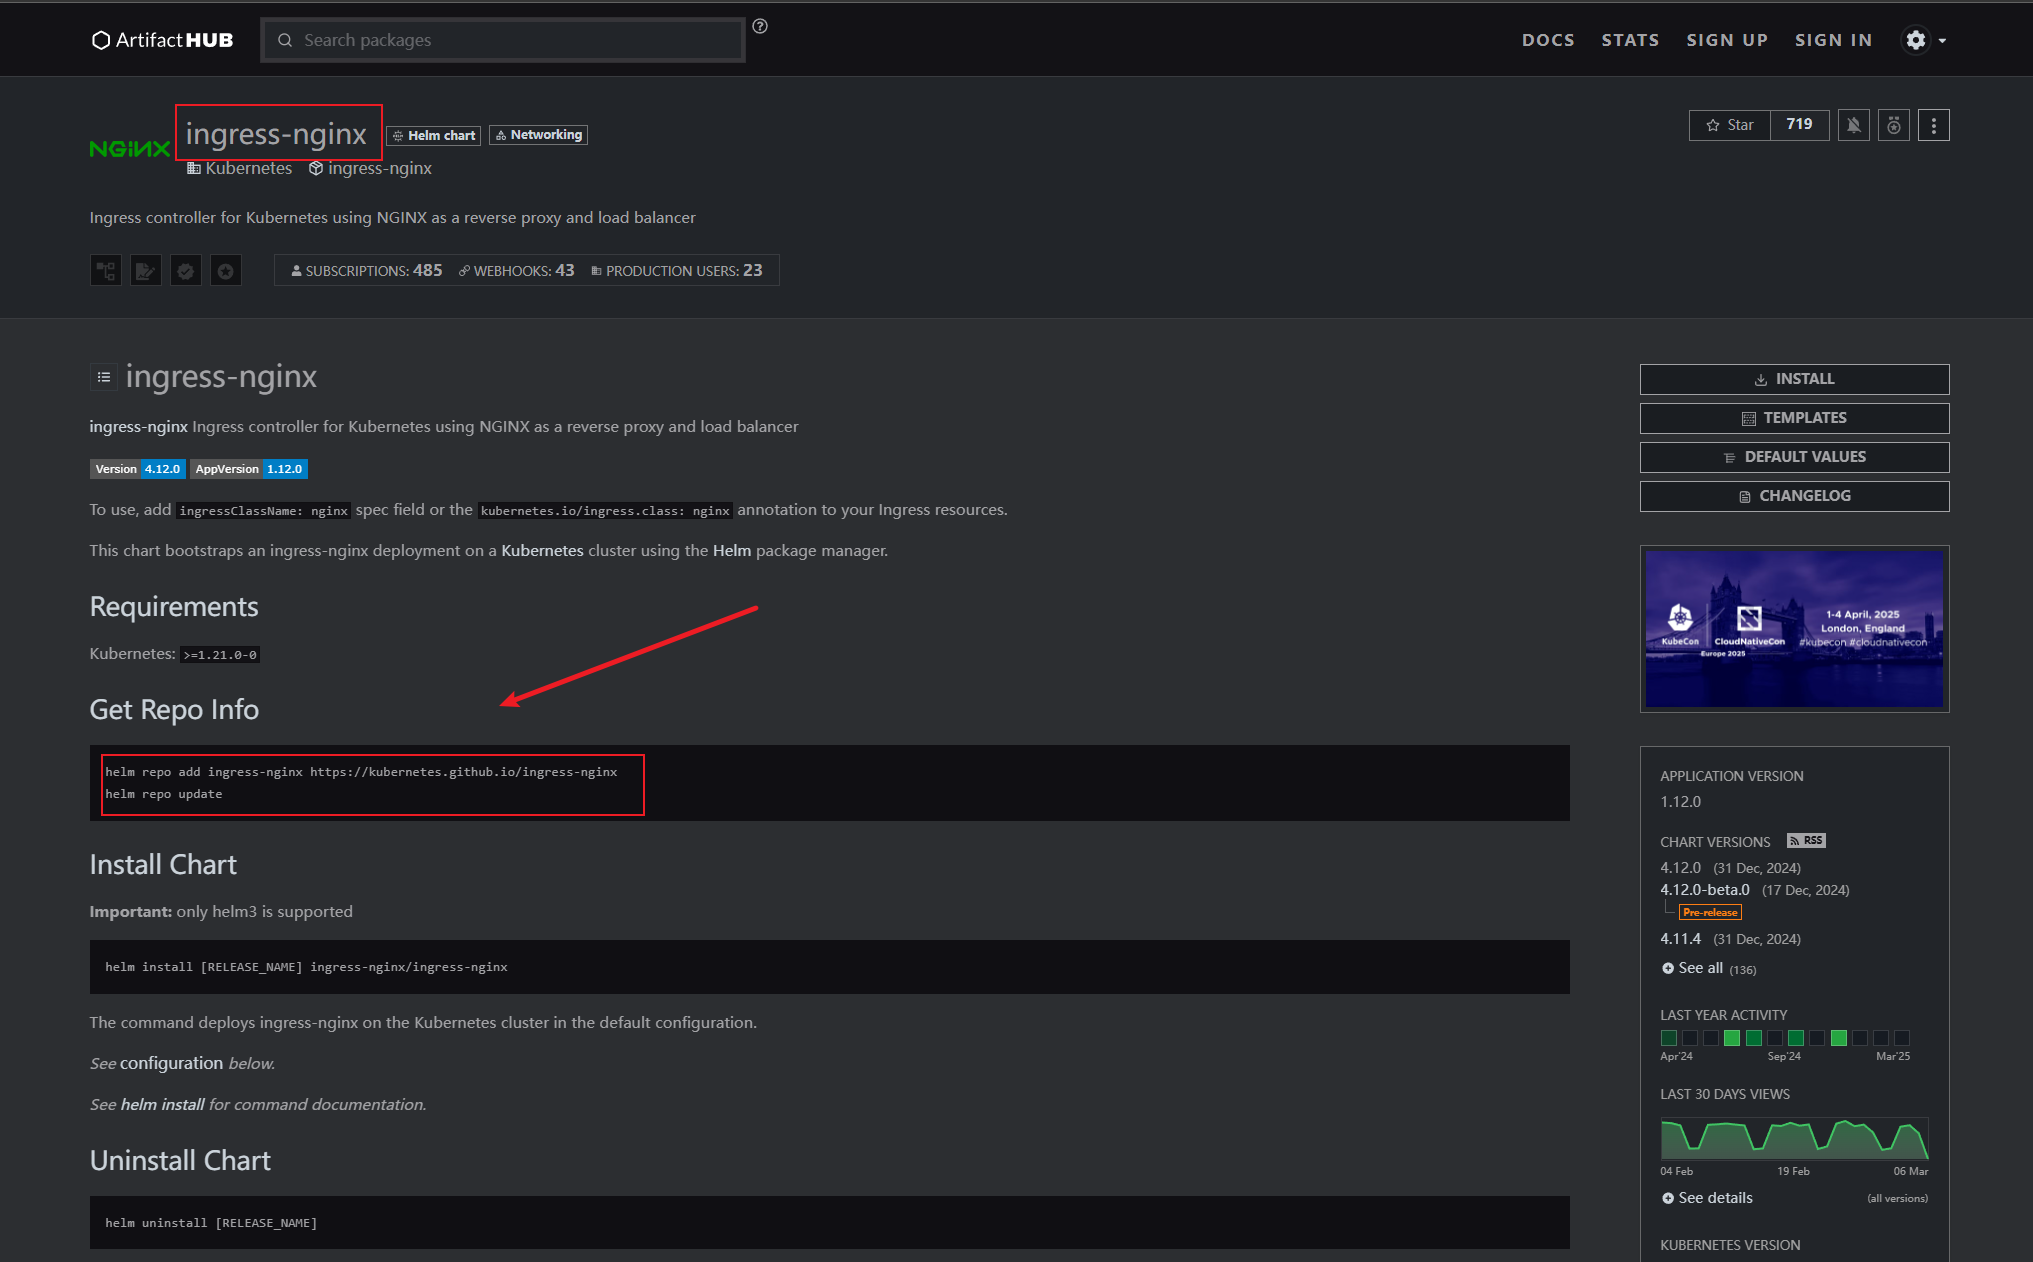 ArtifactHUB
Search packages
DOCS STATS SIGN UP SIGN IN
NGINX
ingress-nginx
Helm chart
Networking
Star 719
Kubernetes ingress-nginx
Ingress controller for Kubernetes using NGINX as a reverse proxy and load balancer
SUBSCRIPTIONS: 485 WEBHOOKS: 43 PRODUCTION USERS: 23
ingress-nginx
ingress-nginx Ingress controller for Kubernetes using NGINX as a reverse proxy and load balancer
Version 4.12.0 AppVersion 1.12.0
To use, add ingressClassName: nginx spec field or the kubernetes.io/ingress.class: nginx annotation to your Ingress resources.
This chart bootstraps an ingress-nginx deployment on a Kubernetes cluster using the Helm package manager.
Requirements
Kubernetes: >=1.21.0-0
Get Repo Info
helm repo add ingress-nginx https://kubernetes.github.io/ingress-nginx
helm repo update
Install Chart
Important: only helm3 is supported
helm install [RELEASE_NAME] ingress-nginx/ingress-nginx
The command deploys ingress-nginx on the Kubernetes cluster in the default configuration.
See configuration below.
See helm install for command documentation.
Uninstall Chart
helm uninstall [RELEASE_NAME]
INSTALL
TEMPLATES
DEFAULT VALUES
CHANGELOG
KubeCon CloudNativeCon
Europe 2025
1-4 April, 2025
London, England
#kubecon #cloudnativecon
APPLICATION VERSION
1.12.0
CHART VERSIONS RSS
4.12.0 (31 Dec, 2024)
4.12.0-beta.0 (17 Dec, 2024)
Pre-release
4.11.4 (31 Dec, 2024)
See all (136)
LAST YEAR ACTIVITY
Apr'24 Sep'24 Mar'25
LAST 30 DAYS VIEWS
04 Feb 19 Feb 06 Mar
See details (all versions)
KUBERNETES VERSION